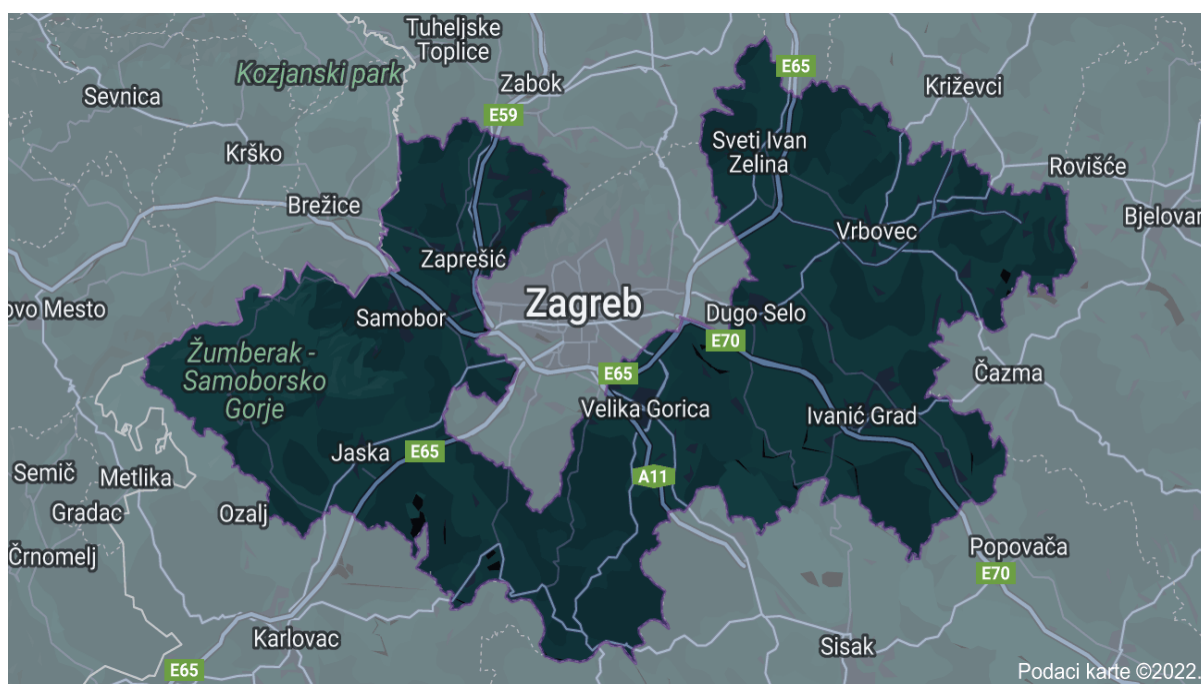 Tuheljske
Toplice
E65
Kozjanski park
Zabok
Križevci
Sevnica
E59
Sveti Ivan
Zelina
Krško
Rovišće
Brežice
Bjelovar
Vrbovec
Zaprešić
ovo Mesto
Samobor
Zagreb
Dugo Selo
E70
Žumberak -
Samoborsko
Gorje
E65
Čazma
Velika Gorica
Ivanić Grad
Jaska
E65
Semič
Metlika
A11
Gradac
Ozalj
Črnomelj
Popovača
E70
Karlovac
Sisak
E65
Podaci karte ©2022.